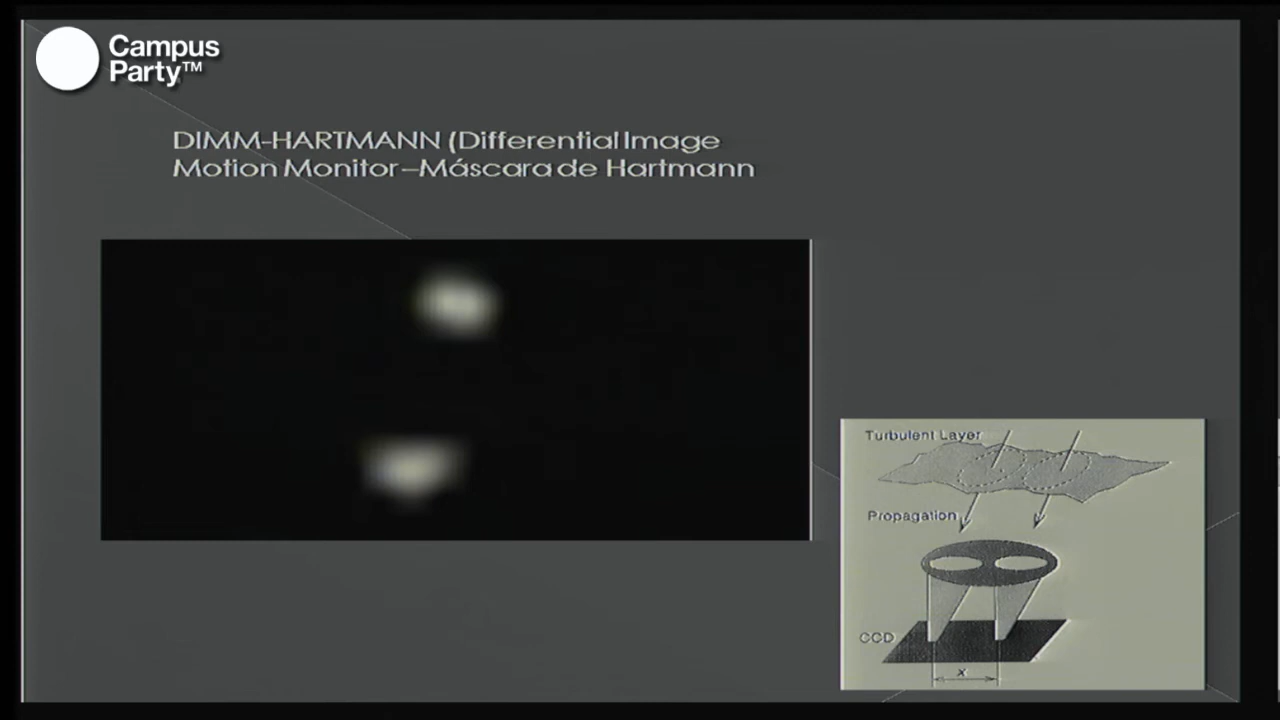 Campus
Party™
DIMM-HARTMANN (Differential Image
Motion Monitor –Máscara de Hartmann
Turbulent Layer
Propagation
CCD
x